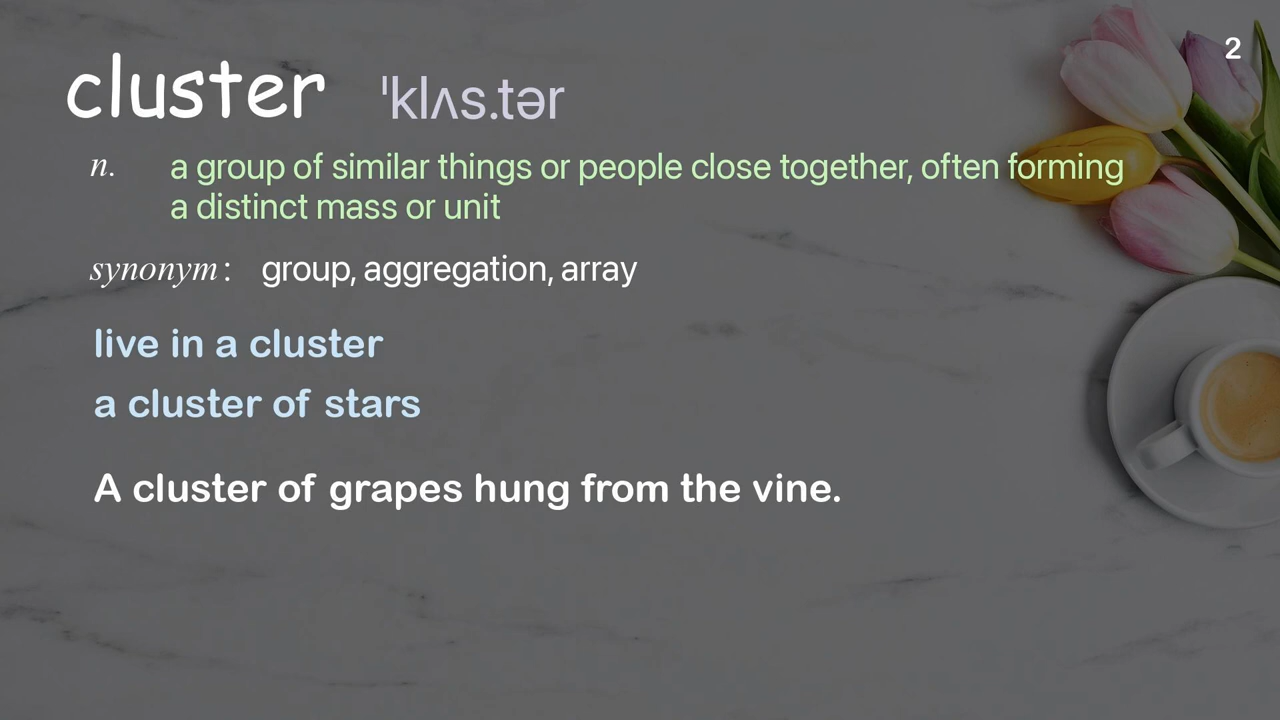 2
cluster ˈklʌs.tər
n. a group of similar things or people close together, often forming
a distinct mass or unit
synonym: group, aggregation, array
live in a cluster
a cluster of stars
A cluster of grapes hung from the vine.